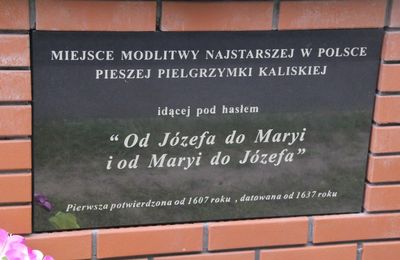 MIEJSCE MODLITWY NAJSTARSZEJ W POLSCE
PIESZEJ PIELGRZYMKI KALISKIEJ
idącej pod hasłem
“Od Józefa do Maryi
i od Maryi do Józefa”
Pierwsza potwierdzona od 1607 roku , datowana od 1637 roku